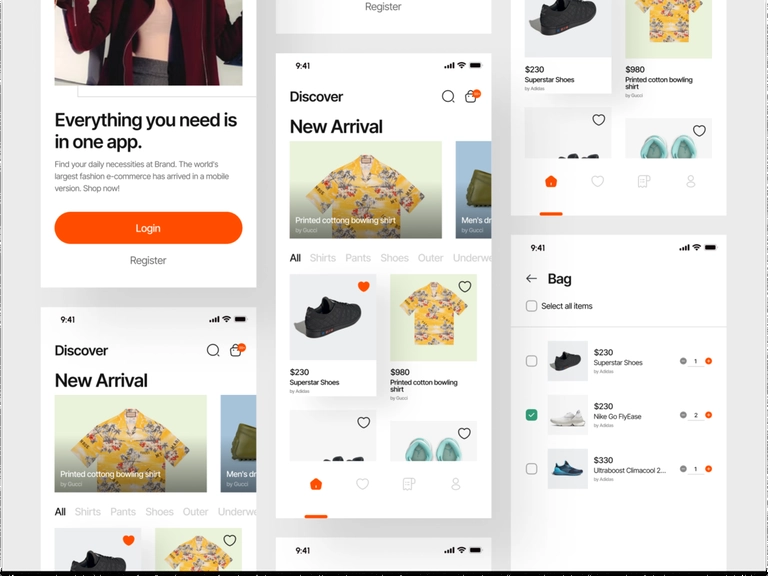 Everything you need is
in one app.
Find your daily necessities at Brand. The world's
largest fashion e-commerce has arrived in a mobile
version. Shop now!
Login
Register
9:41
Discover
New Arrival
Printed cottong bowling shirt
by Gucci
Men's dr
All Shirts Pants Shoes Outer Underwe
Register
9:41
Discover
New Arrival
Printed cottong bowling shirt
by Gucci
Men's dr
by Gucci
All Shirts Pants Shoes Outer Underwe
$230
Superstar Shoes
by Adidas
$980
Printed cotton bowling
shirt
by Gucci
9:41
$230
Superstar Shoes
by Adidas
$980
Printed cotton bowling
shirt
by Gucci
9:41
Bag
Select all items
$230
Superstar Shoes
by Adidas
1
$230
Nike Go FlyEase
by Adidas
2
$330
Ultraboost Climacool 2...
by Adidas
1